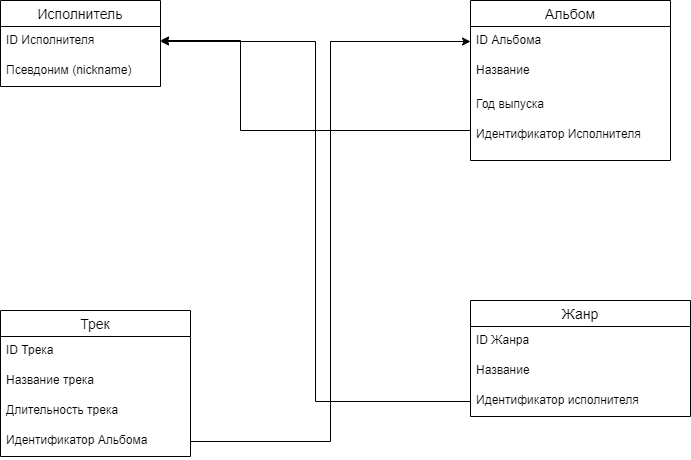 Исполнитель
ID Исполнителя
Псевдоним (nickname)
Альбом
ID Альбома
Название
Год выпуска
Идентификатор Исполнителя
Трек
ID Трека
Название трека
Длительность трека
Идентификатор Альбома
Жанр
ID Жанра
Название
Идентификатор исполнителя